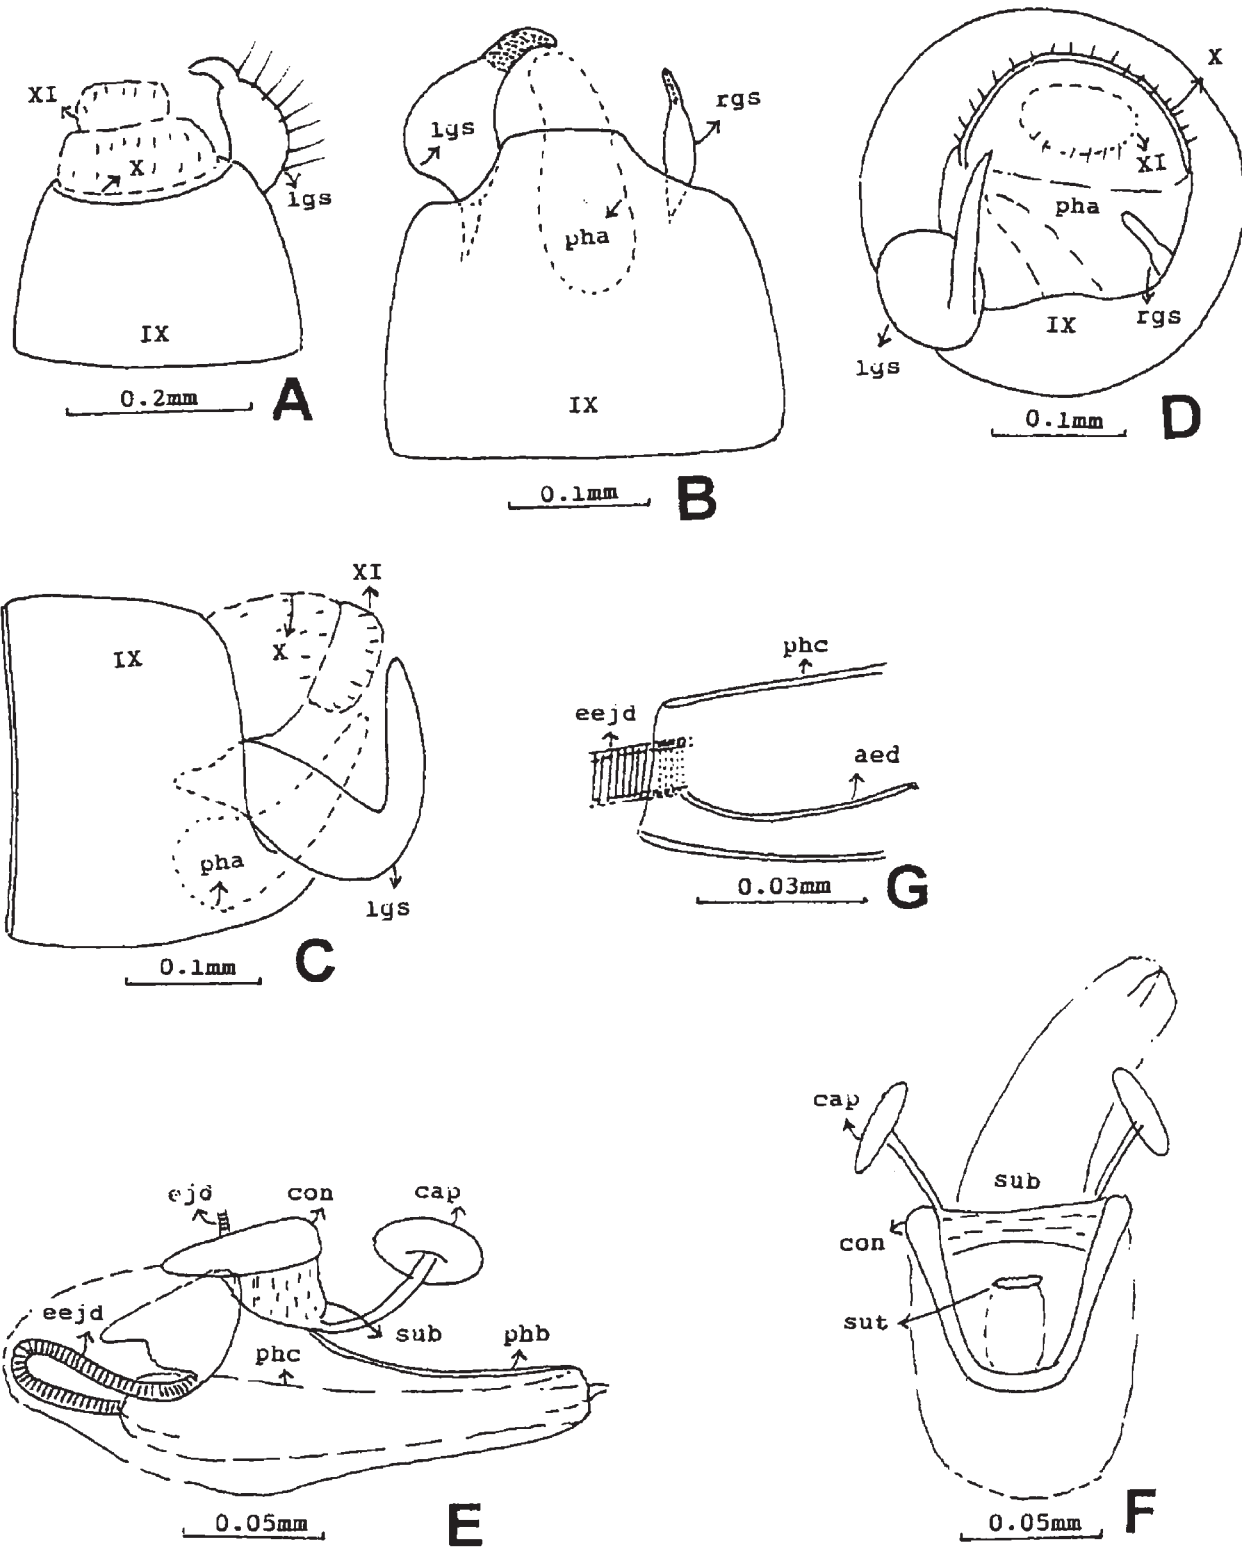 XI
X
lgs
IX
0.2mm
A
lgs
rgs
pha
IX
0.1mm
B
X
XI
pha
rgs
IX
lgs
0.1mm
D
XI
IX
X
pha
lgs
0.1mm
C
phc
eejd
aed
0.03mm
G
ejd
con
cap
eejd
sub
phb
phc
0.05mm
E
cap
sub
con
sut
0.05mm
F